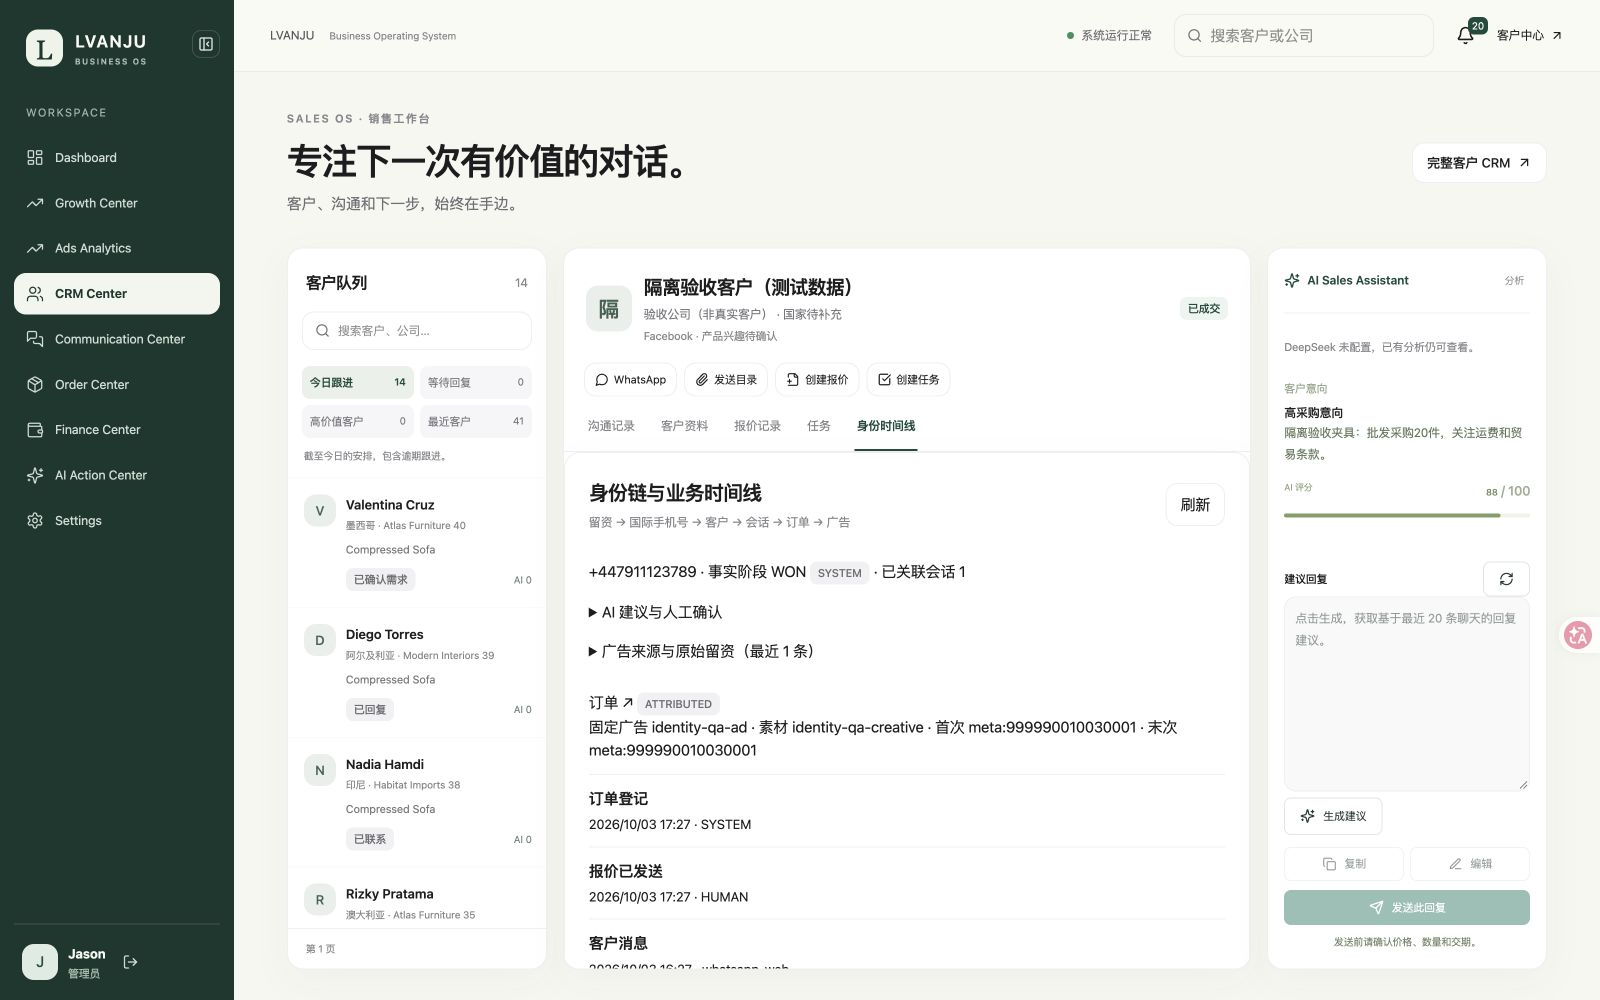 L
LVANJU
BUSINESS OS
WORKSPACE
Dashboard
Growth Center
Ads Analytics
CRM Center
Communication Center
Order Center
Finance Center
AI Action Center
Settings
J
Jason
管理员
LVANJU Business Operating System
系统运行正常
搜索客户或公司
20
客户中心
SALES OS · 销售工作台
专注下一次有价值的对话。
客户、沟通和下一步，始终在手边。
完整客户 CRM
客户队列 14
搜索客户、公司...
今日跟进 14
等待回复 0
高价值客户 0
最近客户 41
截至今日的安排，包含逾期跟进。
V
Valentina Cruz
墨西哥 · Atlas Furniture 40
Compressed Sofa
已确认需求 AI 0
D
Diego Torres
阿尔及利亚 · Modern Interiors 39
Compressed Sofa
已回复 AI 0
N
Nadia Hamdi
印尼 · Habitat Imports 38
Compressed Sofa
已联系 AI 0
R
Rizky Pratama
澳大利亚 · Atlas Furniture 35
第 1 页
隔
隔离验收客户（测试数据）
验收公司（非真实客户） · 国家待补充
Facebook · 产品兴趣待确认
已成交
WhatsApp
发送目录
创建报价
创建任务
沟通记录
客户资料
报价记录
任务
身份时间线
身份链与业务时间线
留资 → 国际手机号 → 客户 → 会话 → 订单 → 广告
刷新
+447911123789 · 事实阶段 WON SYSTEM · 已关联会话 1
▶ AI 建议与人工确认
▶ 广告来源与原始留资（最近 1 条）
订单 ↗ ATTRIBUTED
固定广告 identity-qa-ad · 素材 identity-qa-creative · 首次 meta:999990010030001 · 末次
meta:999990010030001
订单登记
2026/10/03 17:27 · SYSTEM
报价已发送
2026/10/03 17:27 · HUMAN
客户消息
2026/10/03 16:27 · whatsapp_web
AI Sales Assistant
分析
DeepSeek 未配置，已有分析仍可查看。
客户意向
高采购意向
隔离验收夹具：批发采购20件，关注运费和贸
易条款。
AI 评分 88 / 100
建议回复
点击生成，获取基于最近 20 条聊天的回复
建议。
生成建议
复制
编辑
发送此回复
发送前请确认价格、数量和交期。